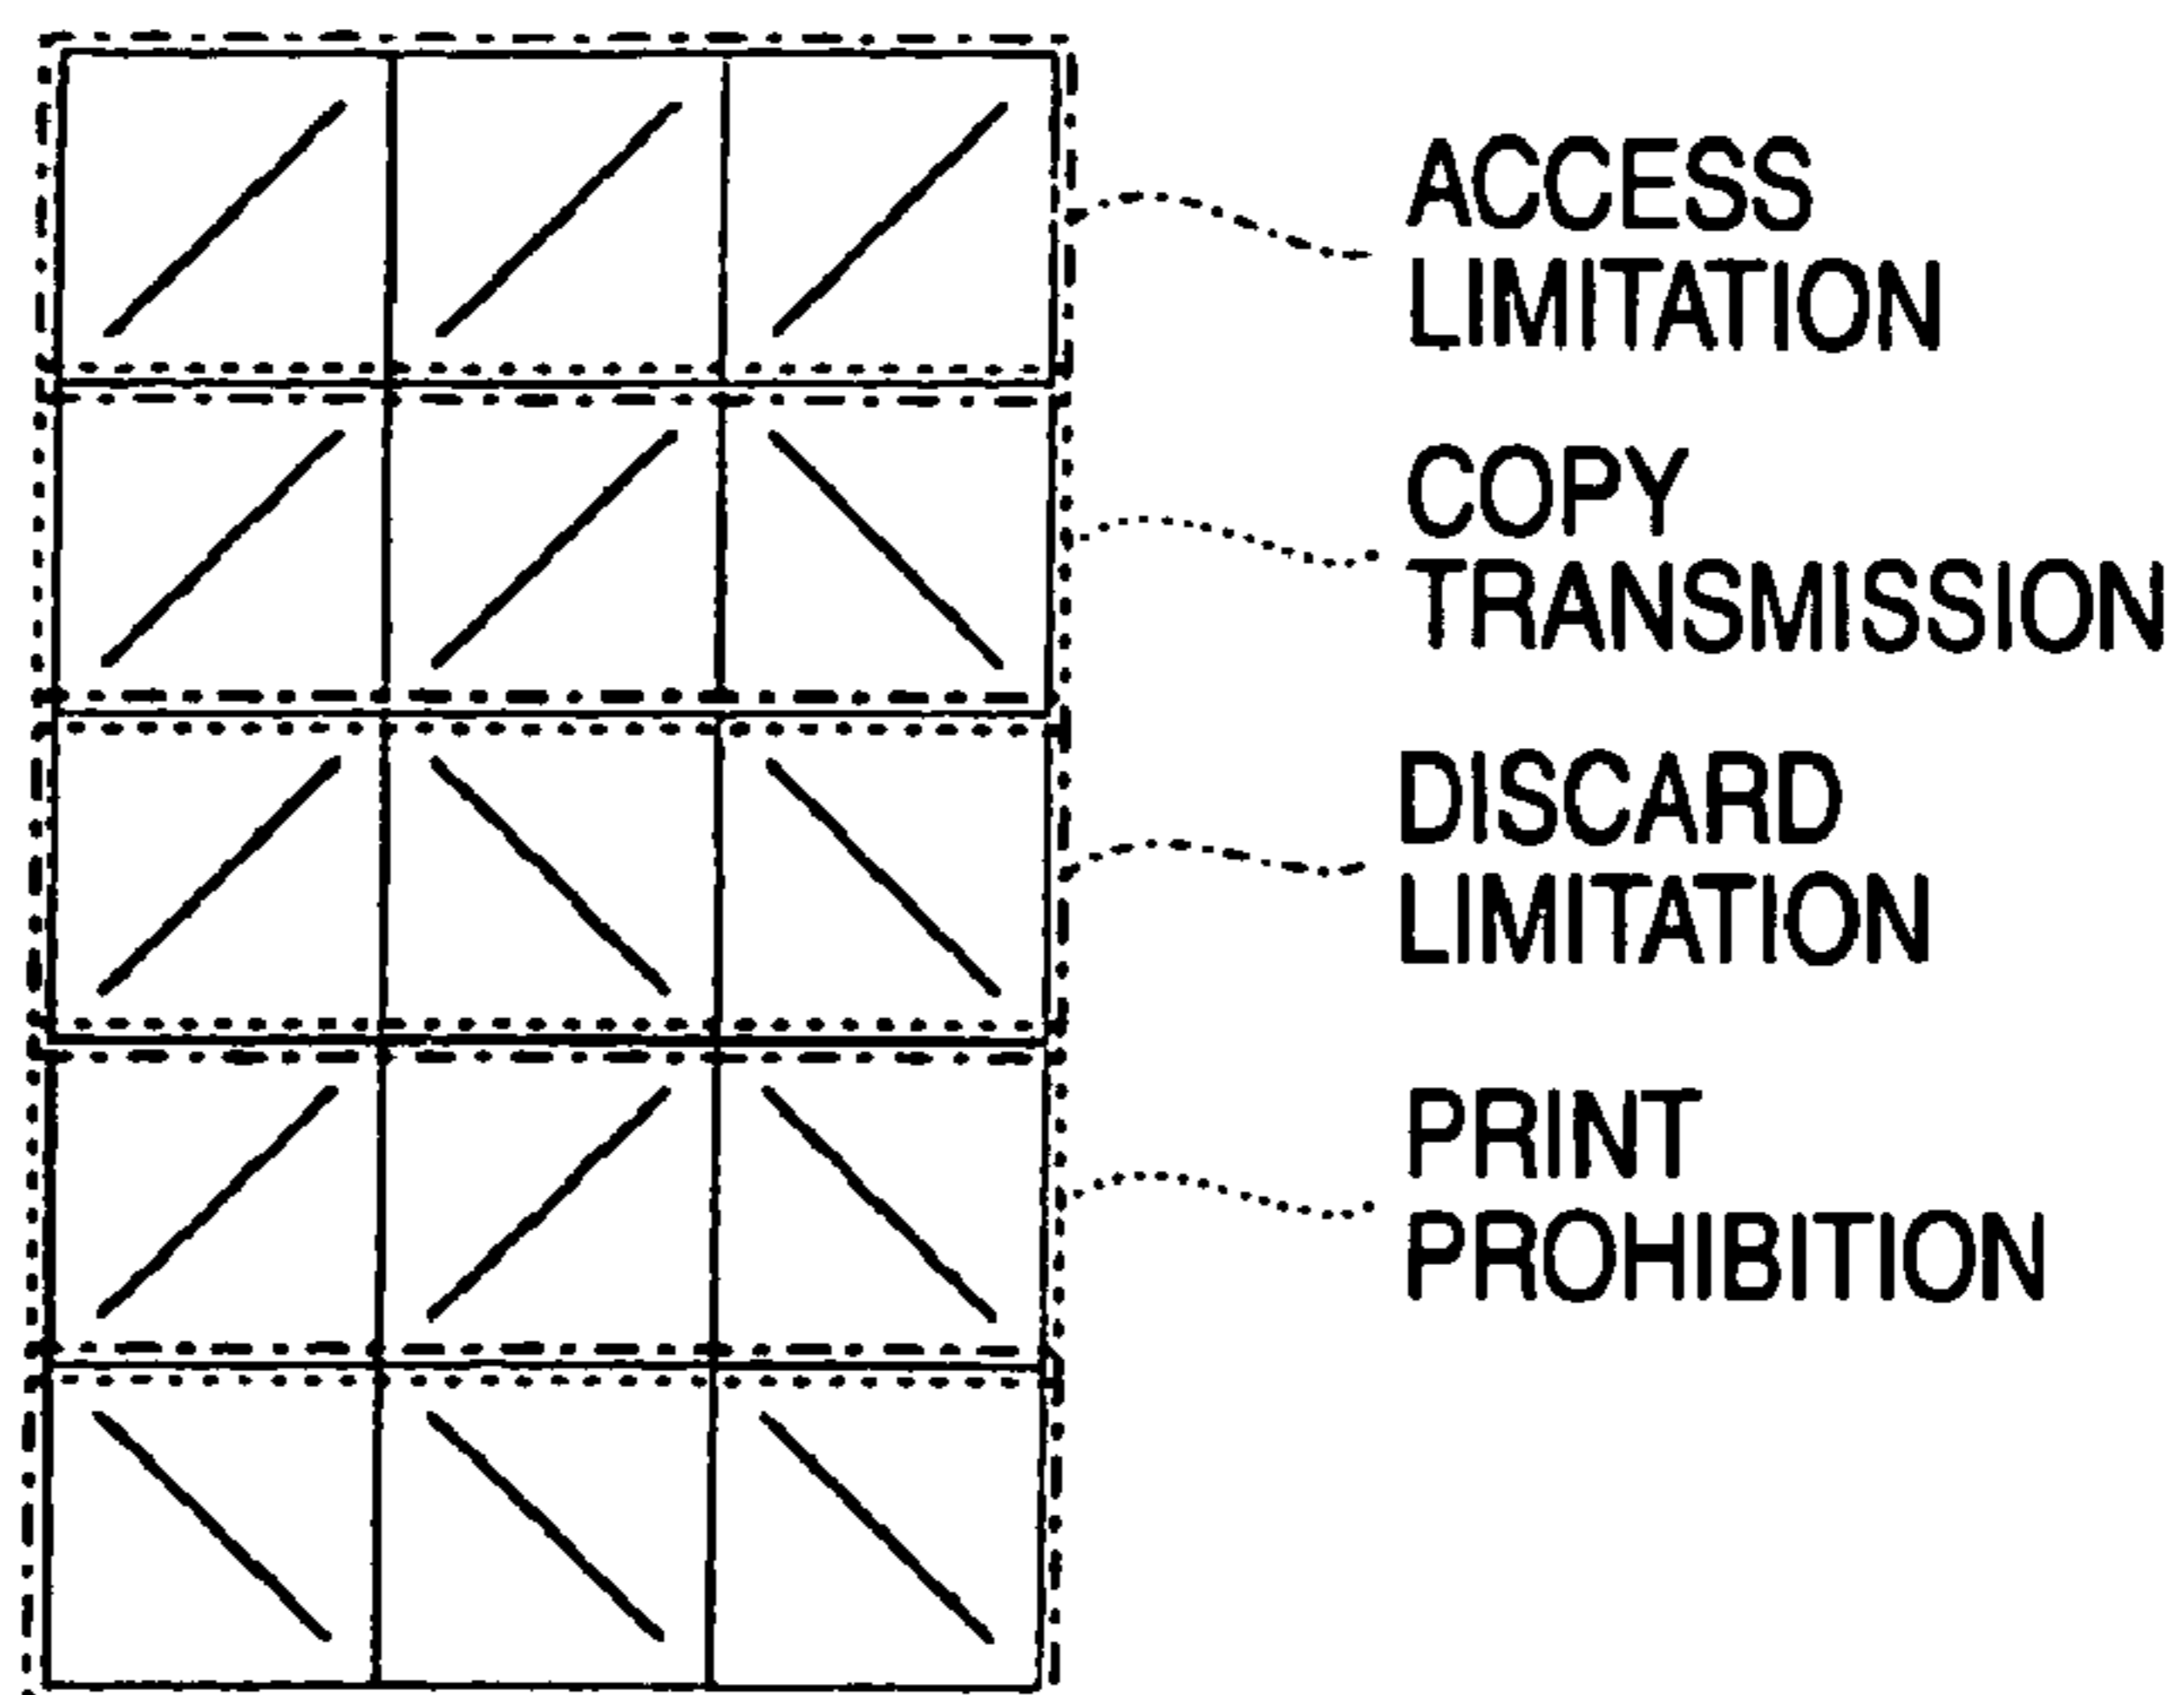 ACCESS
LIMITATION
COPY
TRANSMISSION
DISCARD
LIMITATION
PRINT
PROHIBITION